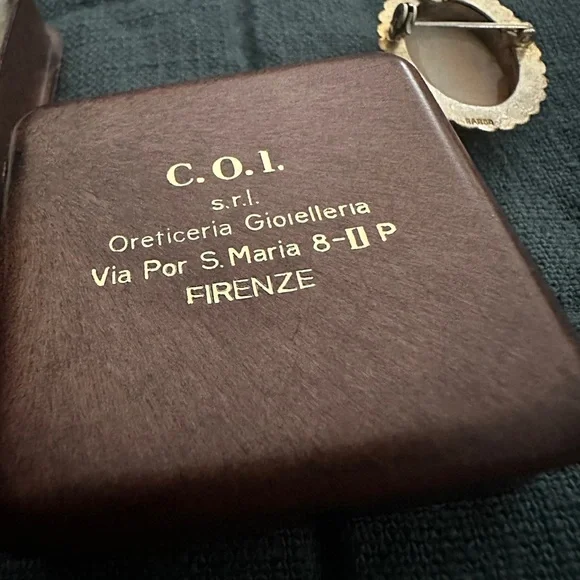 C.O.I.
s.r.l.
Oreficeria Gioielleria
Via Por S. Maria 8-II P
FIRENZE